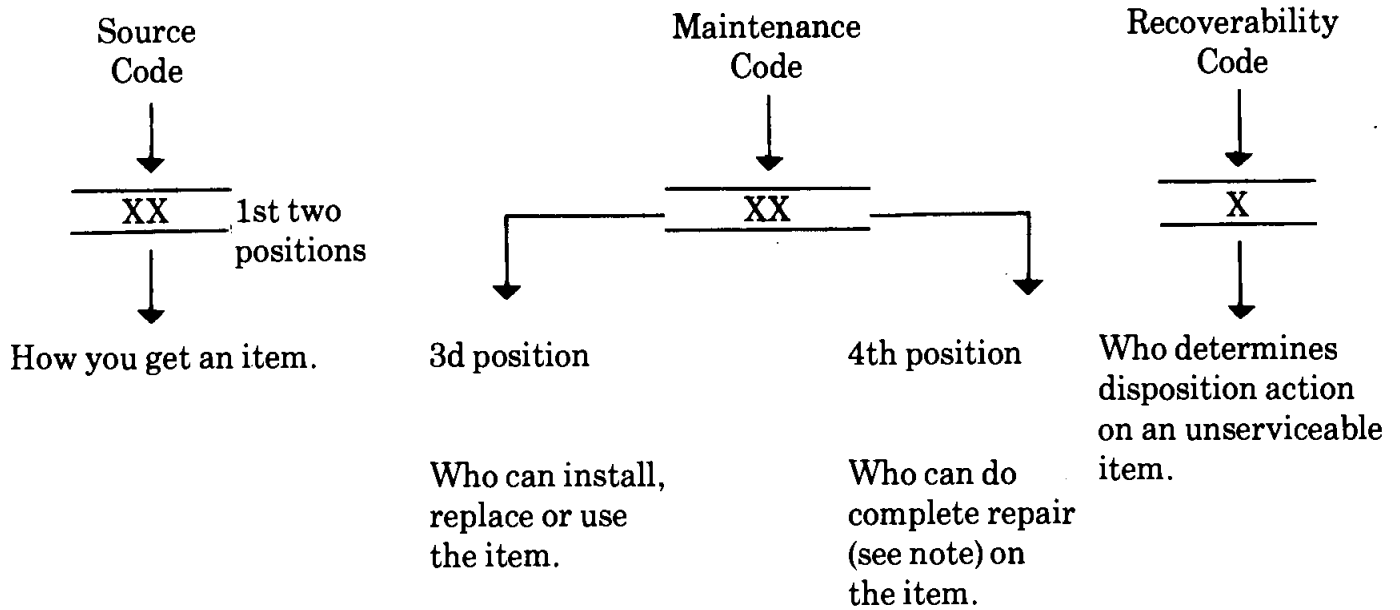 Source
Code
Maintenance
Code
Recoverability
Code
XX
1st two
positions
XX
X
How you get an item.
3d position
4th position
Who determines
disposition action
on an unserviceable
item.
Who can install,
replace or use
the item.
Who can do
complete repair
(see note) on
the item.